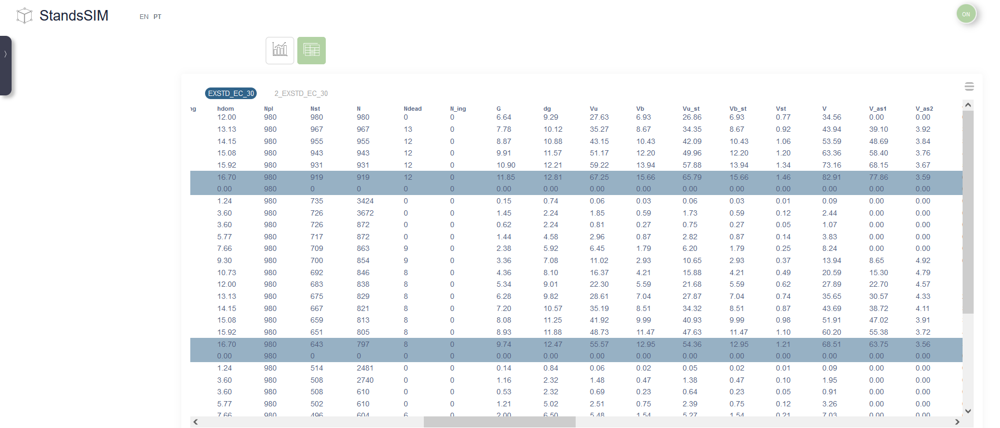 StandsSIM
EN PT
ON
EXSTD_EC_30 2_EXSTD_EC_30
ng hdom Npl Nst N Ndead N_ing G dg Vu Vb Vu_st Vb_st Vst V V_as1 V_as2
12.00 980 980 980 0 0 6.64 9.29 27.63 6.93 26.86 6.93 0.77 34.56 0.00 0.00
13.13 980 967 967 13 0 7.78 10.12 35.27 8.67 34.35 8.67 0.92 43.94 39.10 3.92
14.15 980 955 955 12 0 8.87 10.88 43.15 10.43 42.09 10.43 1.06 53.59 48.69 3.84
15.08 980 943 943 12 0 9.91 11.57 51.17 12.20 49.96 12.20 1.20 63.36 58.40 3.76
15.92 980 931 931 12 0 10.90 12.21 59.22 13.94 57.88 13.94 1.34 73.16 68.15 3.67
16.70 980 919 919 12 0 11.85 12.81 67.25 15.66 65.79 15.66 1.46 82.91 77.86 3.59
0.00 980 0 0 0 0 0.00 0.00 0.00 0.00 0.00 0.00 0.00 0.00 0.00 0.00
1.24 980 735 3424 0 0 0.15 0.74 0.06 0.03 0.06 0.03 0.01 0.09 0.00 0.00
3.60 980 726 3672 0 0 1.45 2.24 1.85 0.59 1.73 0.59 0.12 2.44 0.00 0.00
3.60 980 726 872 0 0 0.62 2.24 0.81 0.27 0.75 0.27 0.05 1.07 0.00 0.00
5.77 980 717 872 0 0 1.44 4.58 2.96 0.87 2.82 0.87 0.14 3.83 0.00 0.00
7.66 980 709 863 9 0 2.38 5.92 6.45 1.79 6.20 1.79 0.25 8.24 0.00 0.00
9.30 980 700 854 9 0 3.36 7.08 11.02 2.93 10.65 2.93 0.37 13.94 8.65 4.92
10.73 980 692 846 8 0 4.36 8.10 16.37 4.21 15.88 4.21 0.49 20.59 15.30 4.79
12.00 980 683 838 8 0 5.34 9.01 22.30 5.59 21.68 5.59 0.62 27.89 22.70 4.57
13.13 980 675 829 8 0 6.28 9.82 28.61 7.04 27.87 7.04 0.74 35.65 30.57 4.33
14.15 980 667 821 8 0 7.20 10.57 35.19 8.51 34.32 8.51 0.87 43.69 38.72 4.11
15.08 980 659 813 8 0 8.08 11.25 41.92 9.99 40.93 9.99 0.98 51.91 47.02 3.91
15.92 980 651 805 8 0 8.93 11.88 48.73 11.47 47.63 11.47 1.10 60.20 55.38 3.72
16.70 980 643 797 8 0 9.74 12.47 55.57 12.95 54.36 12.95 1.21 68.51 63.75 3.56
0.00 980 0 0 0 0 0.00 0.00 0.00 0.00 0.00 0.00 0.00 0.00 0.00 0.00
1.24 980 514 2481 0 0 0.14 0.84 0.06 0.02 0.05 0.02 0.01 0.09 0.00 0.00
3.60 980 508 2740 0 0 1.16 2.32 1.48 0.47 1.38 0.47 0.10 1.95 0.00 0.00
3.60 980 508 610 0 0 0.53 2.32 0.69 0.23 0.64 0.23 0.05 0.91 0.00 0.00
5.77 980 502 610 0 0 1.21 5.02 2.51 0.75 2.39 0.75 0.12 3.26 0.00 0.00
7.66 980 496 604 6 0 2.00 6.50 5.48 1.54 5.27 1.54 0.21 7.03 0.00 0.00